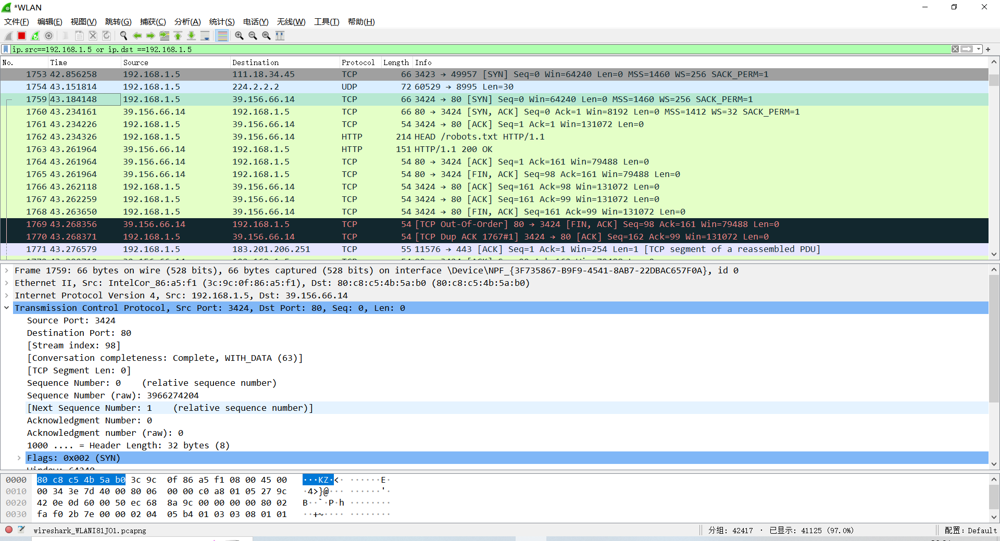 *WLAN
文件(F) 编辑(E) 视图(V) 跳转(G) 捕获(C) 分析(A) 统计(S) 电话(Y) 无线(W) 工具(T) 帮助(H)
ip.src==192.168.1.5 or ip.dst ==192.168.1.5
No. Time Source Destination Protocol Length Info
1753 42.856258 192.168.1.5 111.18.34.45 TCP 66 3423 → 49957 [SYN] Seq=0 Win=64240 Len=0 MSS=1460 WS=256 SACK_PERM=1
1754 43.151814 192.168.1.5 224.2.2.2 UDP 72 60529 → 8995 Len=30
1759 43.184148 192.168.1.5 39.156.66.14 TCP 66 3424 → 80 [SYN] Seq=0 Win=64240 Len=0 MSS=1460 WS=256 SACK_PERM=1
1760 43.234161 39.156.66.14 192.168.1.5 TCP 66 80 → 3424 [SYN, ACK] Seq=0 Ack=1 Win=8192 Len=0 MSS=1412 WS=32 SACK_PERM=1
1761 43.234226 192.168.1.5 39.156.66.14 TCP 54 3424 → 80 [ACK] Seq=1 Ack=1 Win=131072 Len=0
1762 43.234326 192.168.1.5 39.156.66.14 HTTP 214 HEAD /robots.txt HTTP/1.1
1763 43.261964 39.156.66.14 192.168.1.5 HTTP 151 HTTP/1.1 200 OK
1764 43.261964 39.156.66.14 192.168.1.5 TCP 54 80 → 3424 [ACK] Seq=1 Ack=161 Win=79488 Len=0
1765 43.261964 39.156.66.14 192.168.1.5 TCP 54 80 → 3424 [FIN, ACK] Seq=98 Ack=161 Win=79488 Len=0
1766 43.262118 192.168.1.5 39.156.66.14 TCP 54 3424 → 80 [ACK] Seq=161 Ack=98 Win=131072 Len=0
1767 43.262259 192.168.1.5 39.156.66.14 TCP 54 3424 → 80 [ACK] Seq=161 Ack=99 Win=131072 Len=0
1768 43.263650 192.168.1.5 39.156.66.14 TCP 54 3424 → 80 [FIN, ACK] Seq=161 Ack=99 Win=131072 Len=0
1769 43.268356 39.156.66.14 192.168.1.5 TCP 54 [TCP Out-Of-Order] 80 → 3424 [FIN, ACK] Seq=98 Ack=161 Win=79488 Len=0
1770 43.268371 192.168.1.5 39.156.66.14 TCP 54 [TCP Dup ACK 1767#1] 3424 → 80 [ACK] Seq=162 Ack=99 Win=131072 Len=0
1771 43.276579 192.168.1.5 183.201.206.251 TCP 55 11576 → 443 [ACK] Seq=1 Ack=1 Win=254 Len=1 [TCP segment of a reassembled PDU]
Frame 1759: 66 bytes on wire (528 bits), 66 bytes captured (528 bits) on interface \Device\NPF_{3F735867-B9F9-4541-8AB7-22DBAC657F0A}, id 0
Ethernet II, Src: IntelCor_86:a5:f1 (3c:9c:0f:86:a5:f1), Dst: 80:c8:c5:4b:5a:b0 (80:c8:c5:4b:5a:b0)
Internet Protocol Version 4, Src: 192.168.1.5, Dst: 39.156.66.14
Transmission Control Protocol, Src Port: 3424, Dst Port: 80, Seq: 0, Len: 0
Source Port: 3424
Destination Port: 80
[Stream index: 98]
[Conversation completeness: Complete, WITH_DATA (63)]
[TCP Segment Len: 0]
Sequence Number: 0 (relative sequence number)
Sequence Number (raw): 3966274204
[Next Sequence Number: 1 (relative sequence number)]
Acknowledgment Number: 0
Acknowledgment number (raw): 0
1000 .... = Header Length: 32 bytes (8)
Flags: 0x002 (SYN)
0000 80 c8 c5 4b 5a b0 3c 9c 0f 86 a5 f1 08 00 45 00 ···KZ·<· ······E·
0010 00 34 3e 7d 40 00 80 06 00 00 c0 a8 01 05 27 9c ·4>}@··· ······'·
0020 42 0e 0d 60 00 50 ec 68 8a 9c 00 00 00 00 80 02 B··`·P·h ········
0030 fa f0 2b 7e 00 00 02 04 05 b4 01 03 03 08 01 01 ··+~···· ········
wireshark_WLANI81JO1.pcapng 分组: 42417 · 已显示: 41125 (97.0%) 配置: Default